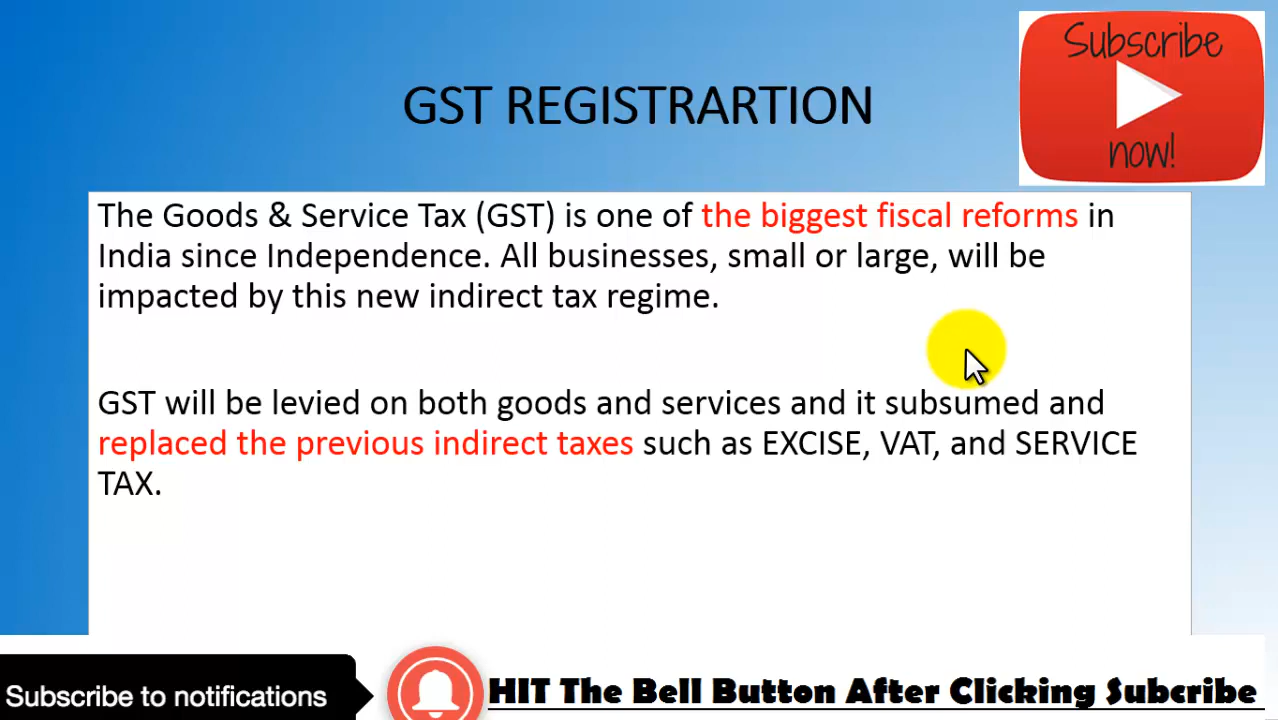 Subscribe
now!
GST REGISTRARTION
The Goods & Service Tax (GST) is one of the biggest fiscal reforms in
India since Independence. All businesses, small or large, will be
impacted by this new indirect tax regime.
GST will be levied on both goods and services and it subsumed and
replaced the previous indirect taxes such as EXCISE, VAT, and SERVICE
TAX.
Subscribe to notifications
HIT The Bell Button After Clicking Subcribe